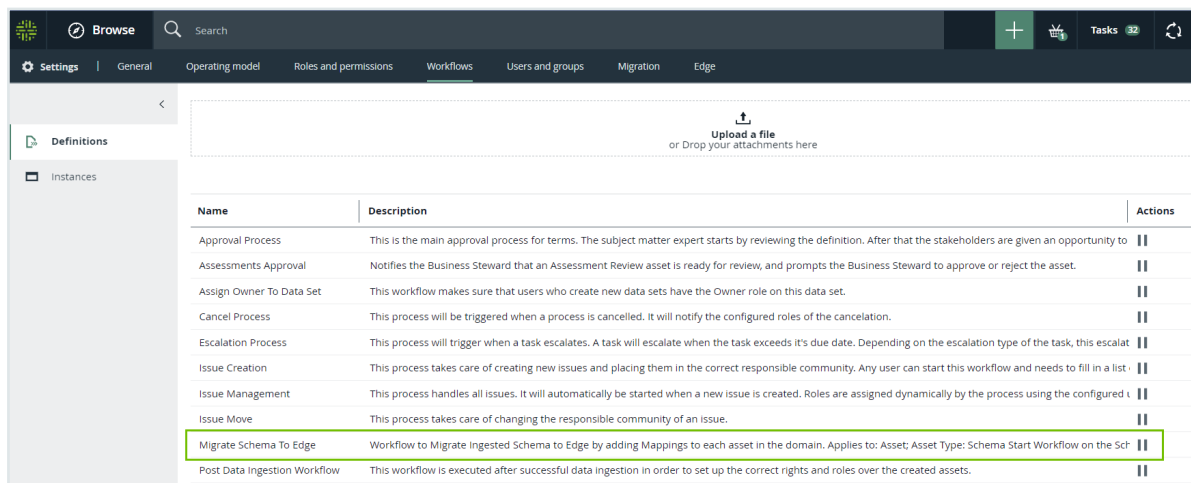 Browse Search Tasks 32
1
Settings | General Operating model Roles and permissions Workflows Users and groups Migration Edge
Upload a file
or Drop your attachments here
Definitions
Instances
Name Description Actions
Approval Process This is the main approval process for terms. The subject matter expert starts by reviewing the definition. After that the stakeholders are given an opportunity to
Assessments Approval Notifies the Business Steward that an Assessment Review asset is ready for review, and prompts the Business Steward to approve or reject the asset.
Assign Owner To Data Set This workflow makes sure that users who create new data sets have the Owner role on this data set.
Cancel Process This process will be triggered when a process is cancelled. It will notify the configured roles of the cancelation.
Escalation Process This process will trigger when a task escalates. A task will escalate when the task exceeds it's due date. Depending on the escalation type of the task, this escalat
Issue Creation This process takes care of creating new issues and placing them in the correct responsible community. Any user can start this workflow and needs to fill in a list
Issue Management This process handles all issues. It will automatically be started when a new issue is created. Roles are assigned dynamically by the process using the configured
Issue Move This process takes care of changing the responsible community of an issue.
Migrate Schema To Edge Workflow to Migrate Ingested Schema to Edge by adding Mappings to each asset in the domain. Applies to: Asset; Asset Type: Schema Start Workflow on the Sch
Post Data Ingestion Workflow This workflow is executed after successful data ingestion in order to set up the correct rights and roles over the created assets.